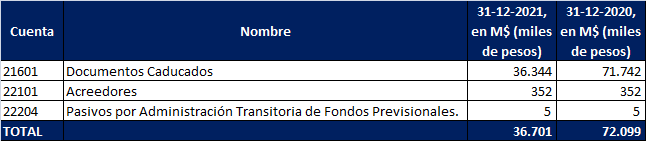 Cuenta Nombre 31-12-2021, en M$ (miles de pesos) 31-12-2020, en M$ (miles de pesos)
21601 Documentos Caducados 36.344 71.742
22101 Acreedores 352 352
22204 Pasivos por Administración Transitoria de Fondos Previsionales. 5 5
TOTAL 36.701 72.099